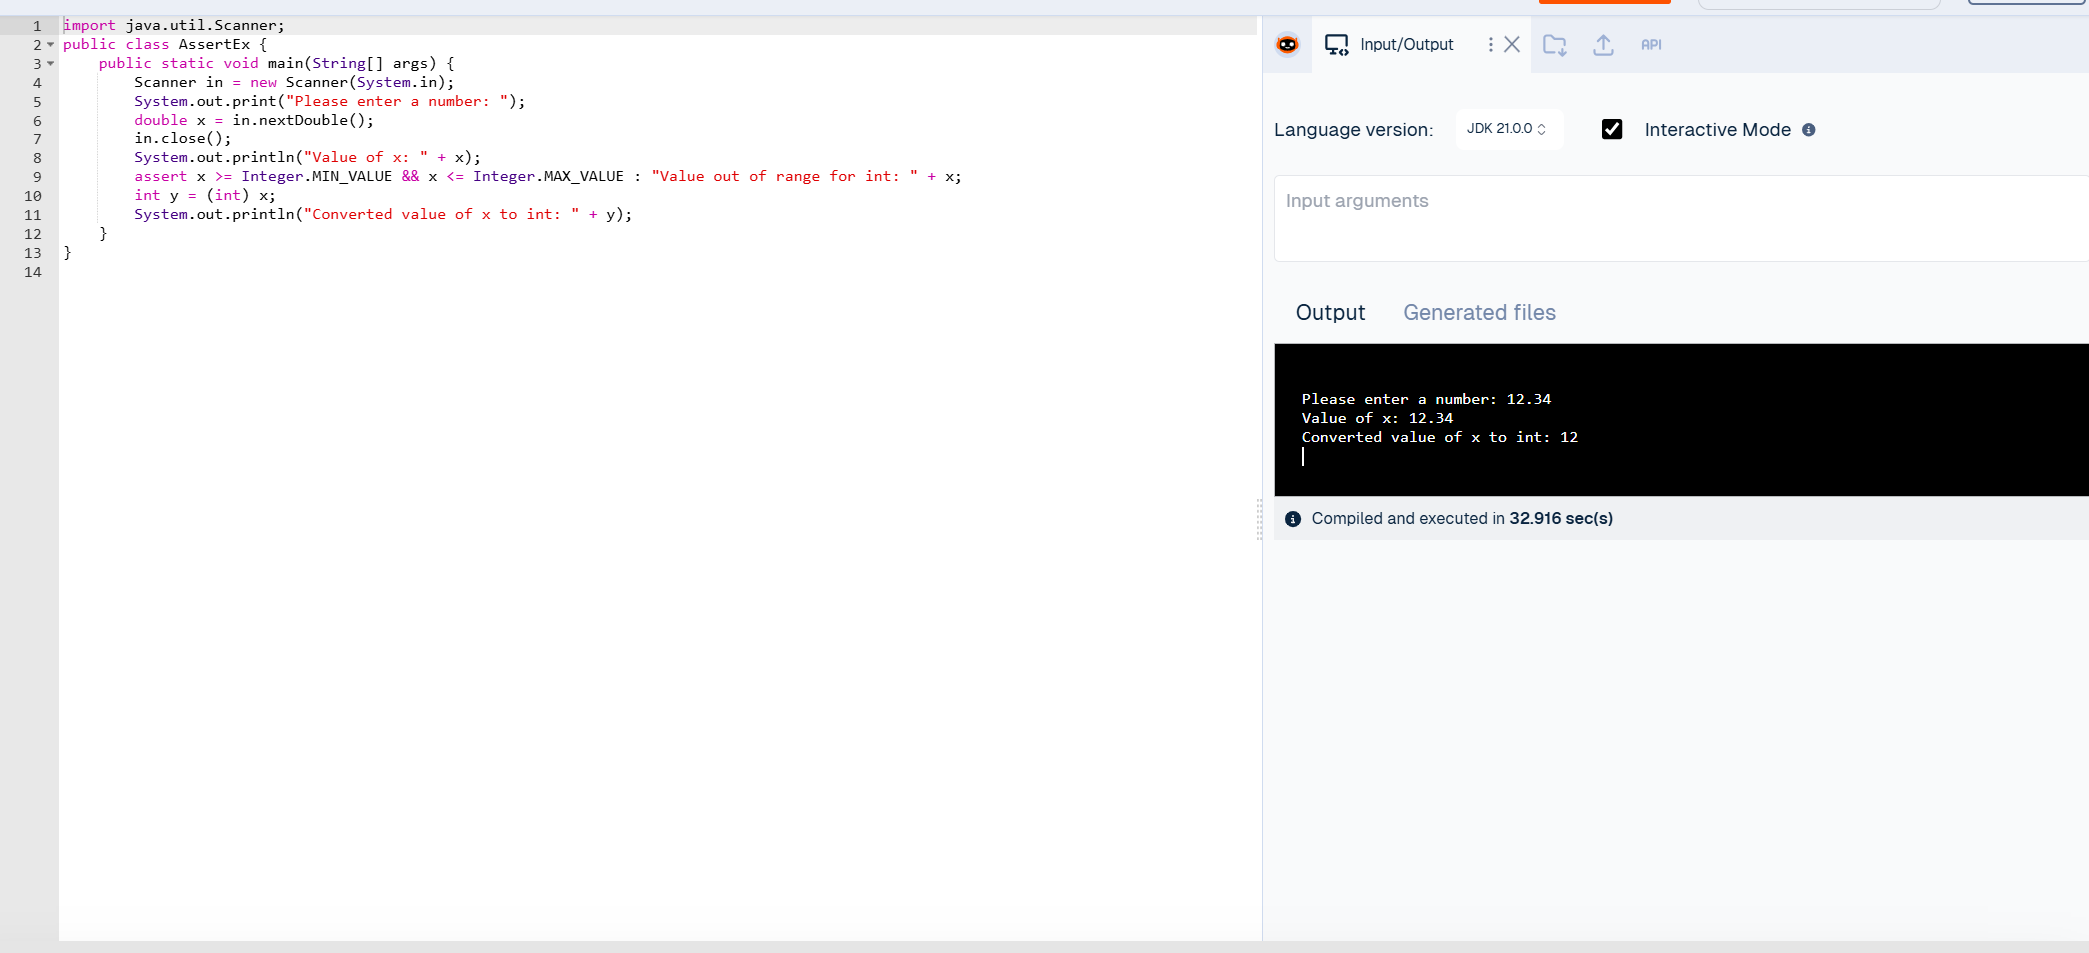 1 import java.util.Scanner;
2 public class AssertEx {
3     public static void main(String[] args) {
4         Scanner in = new Scanner(System.in);
5         System.out.print("Please enter a number: ");
6         double x = in.nextDouble();
7         in.close();
8         System.out.println("Value of x: " + x);
9         assert x >= Integer.MIN_VALUE && x <= Integer.MAX_VALUE : "Value out of range for int: " + x;
10         int y = (int) x;
11         System.out.println("Converted value of x to int: " + y);
12     }
13 }
14
Input/Output
API
Language version: JDK 21.0.0 Interactive Mode
Input arguments
Output Generated files
Please enter a number: 12.34
Value of x: 12.34
Converted value of x to int: 12
Compiled and executed in 32.916 sec(s)